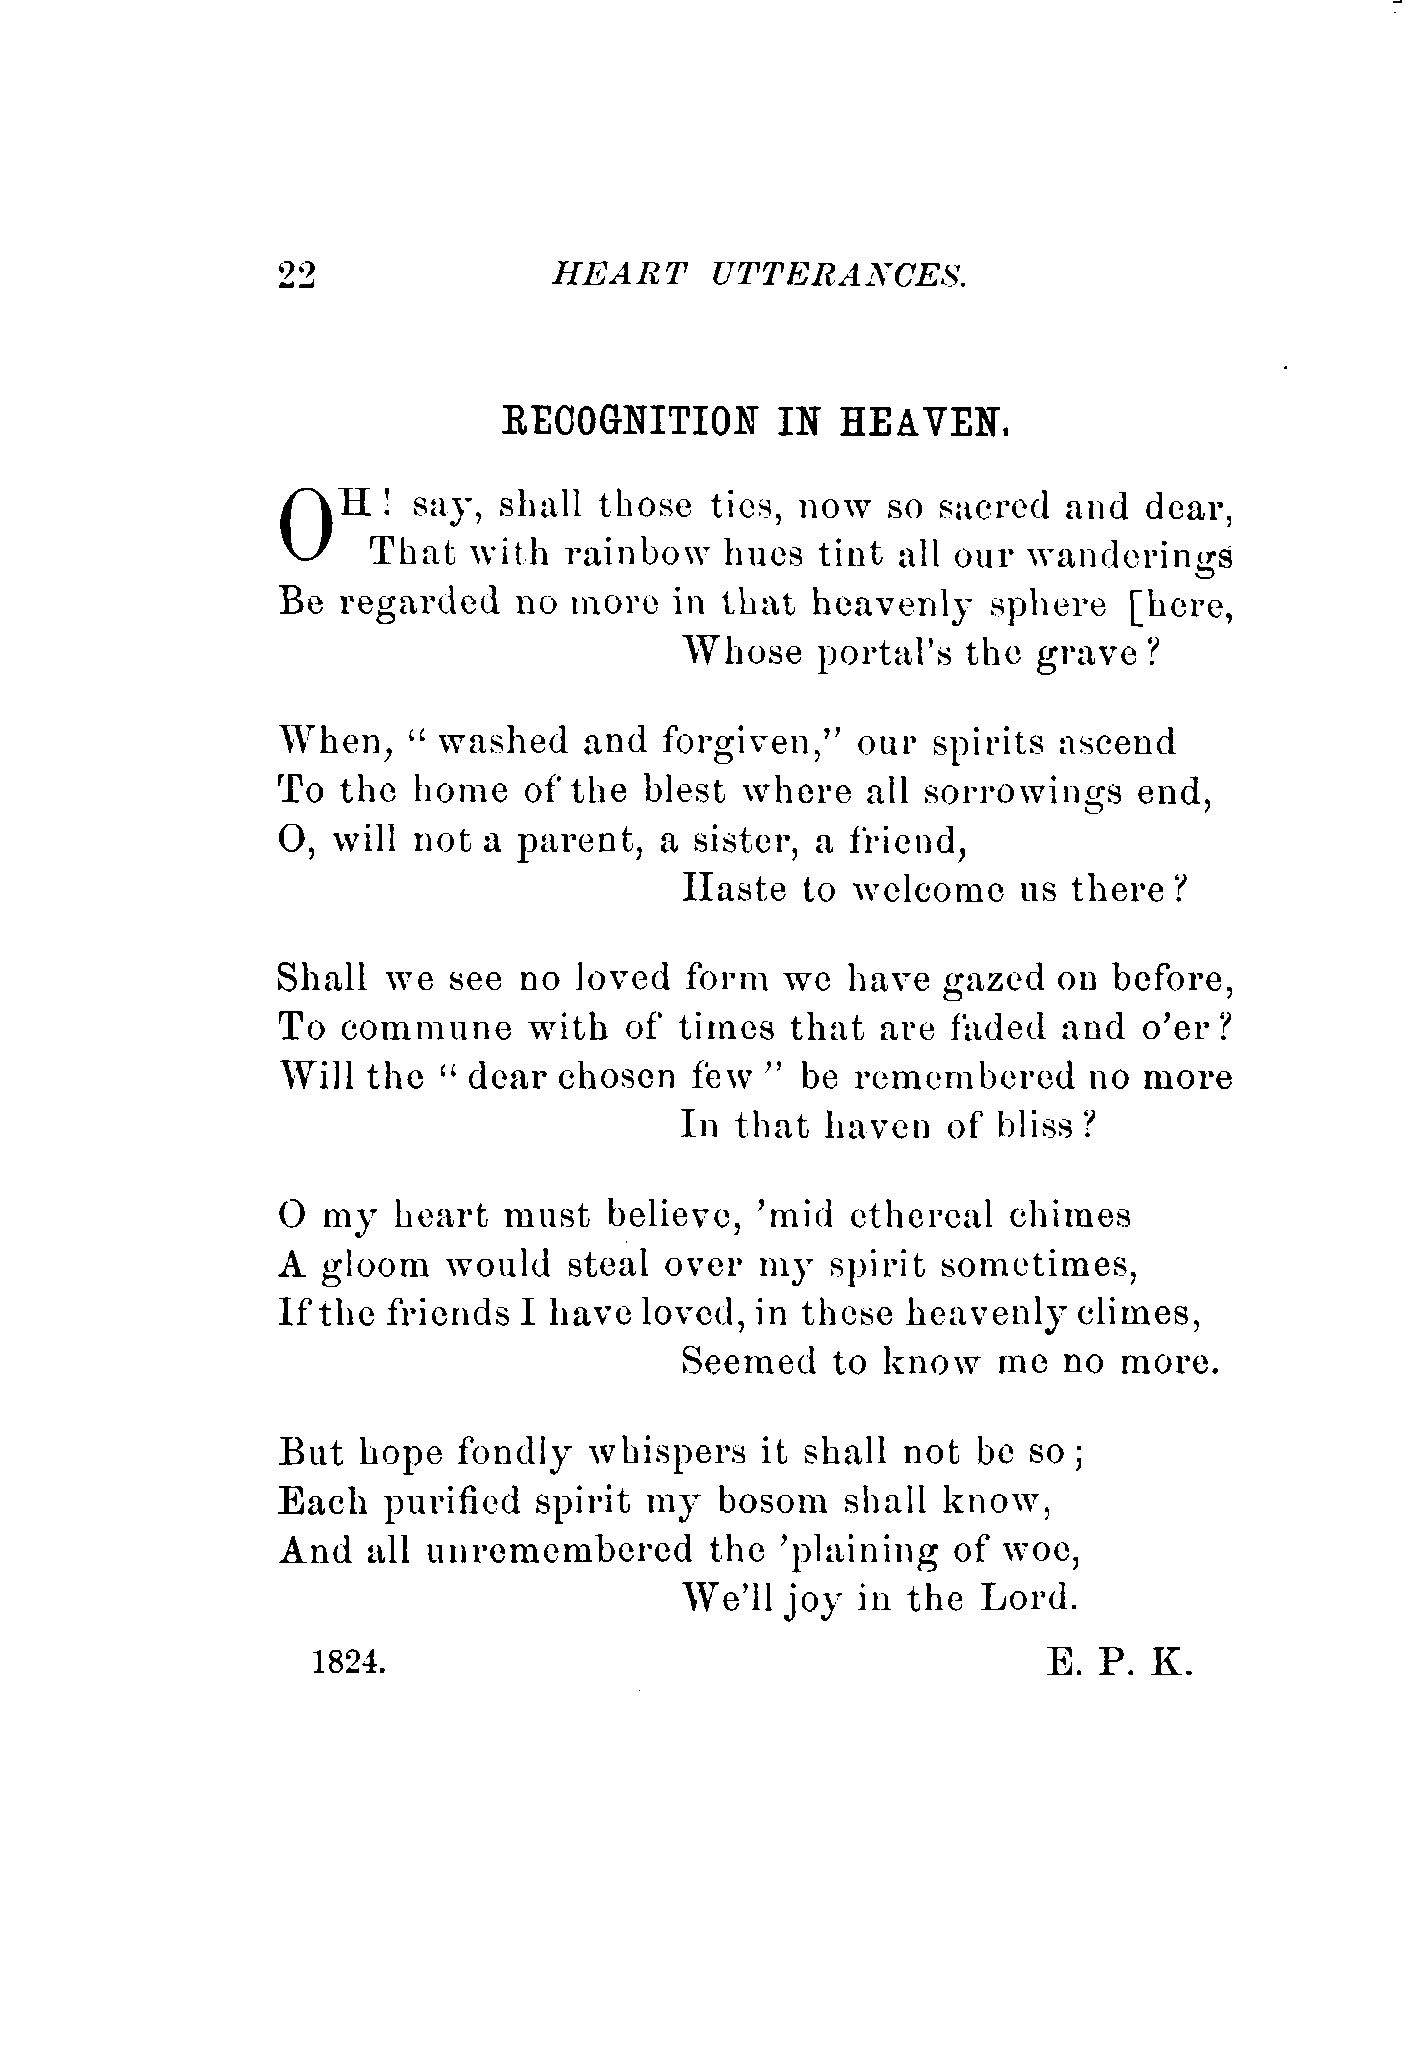 22 HEART UTTERANCES.
RECOGNITION IN HEAVEN.
OH! say, shall those ties, now so sacred and dear,
That with rainbow hues tint all our wanderings
Be regarded no more in that heavenly sphere [here,
Whose portal's the grave?
When, "washed and forgiven," our spirits ascend
To the home of the blest where all sorrowings end,
O, will not a parent, a sister, a friend,
Haste to welcome us there?
Shall we see no loved form we have gazed on before,
To commune with of times that are faded and o'er?
Will the "dear chosen few" be remembered no more
In that haven of bliss?
O my heart must believe, 'mid ethereal chimes
A gloom would steal over my spirit sometimes,
If the friends I have loved, in these heavenly climes,
Seemed to know me no more.
But hope fondly whispers it shall not be so;
Each purified spirit my bosom shall know,
And all unremembered the 'plaining of woe,
We'll joy in the Lord.
1824. E. P. K.